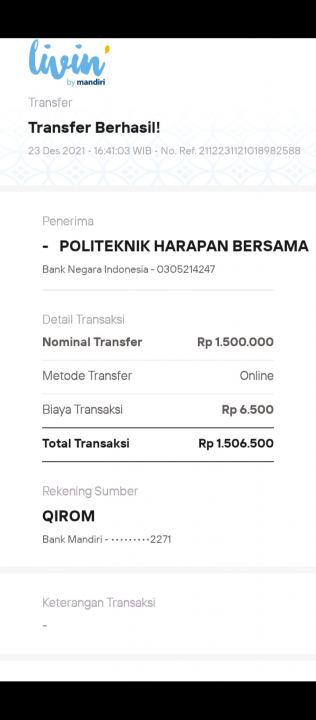 livin'
by mandiri
Transfer
Transfer Berhasil!
23 Des 2021 • 16:41:03 WIB • No. Ref. 2112231121018982588
Penerima
- POLITEKNIK HARAPAN BERSAMA
Bank Negara Indonesia - 0305214247
Detail Transaksi
Nominal Transfer Rp 1.500.000
Metode Transfer Online
Biaya Transaksi Rp 6.500
Total Transaksi Rp 1.506.500
Rekening Sumber
QIROM
Bank Mandiri - •••••••••2271
Keterangan Transaksi
-